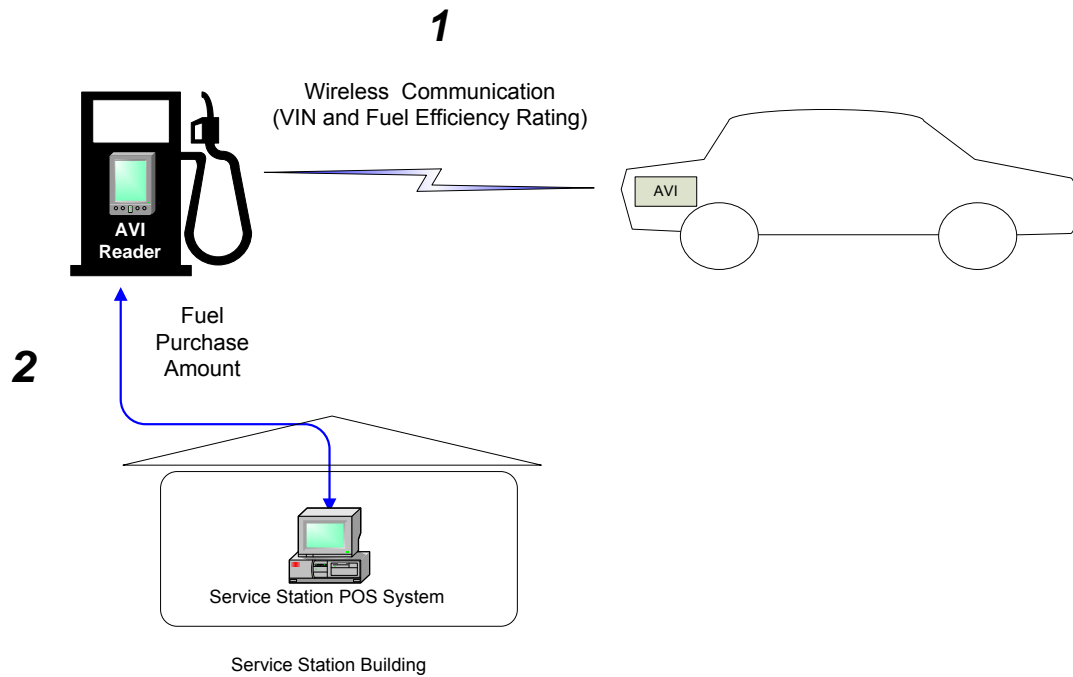 1
Wireless Communication
(VIN and Fuel Efficiency Rating)
AVI
AVI
Reader
Fuel
Purchase
Amount
2
Service Station POS System
Service Station Building